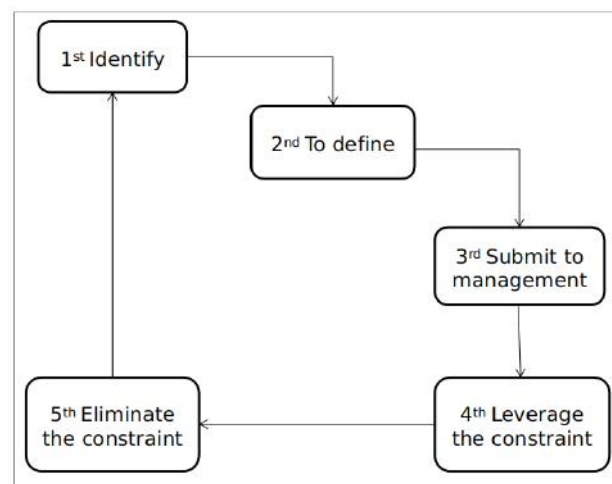 1st Identify
2nd To define
3rd Submit to
management
4th Leverage
the constraint
5th Eliminate
the constraint